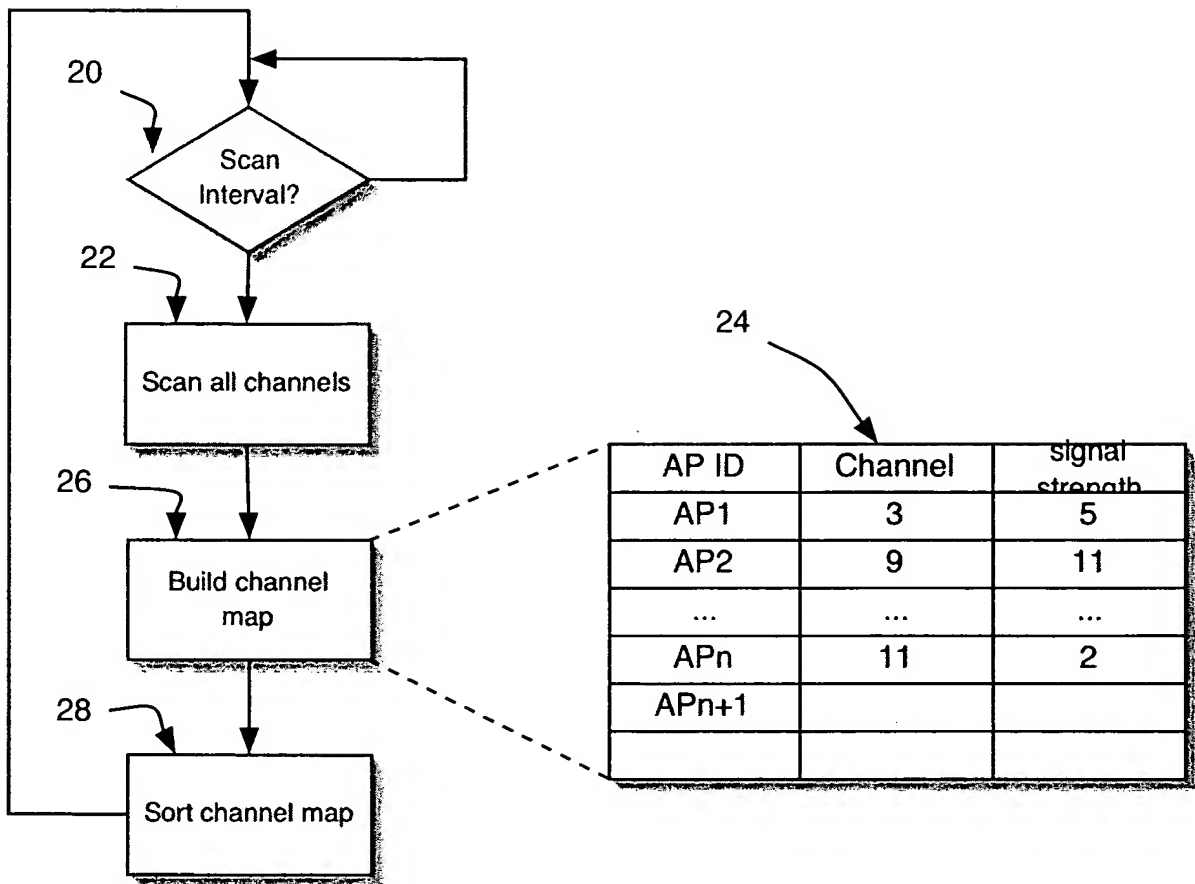 20
Scan
Interval?
22
Scan all channels
24
26
Build channel
map
AP ID Channel signal
strength
AP1 3 5
AP2 9 11
... ... ...
APn 11 2
APn+1
28
Sort channel map